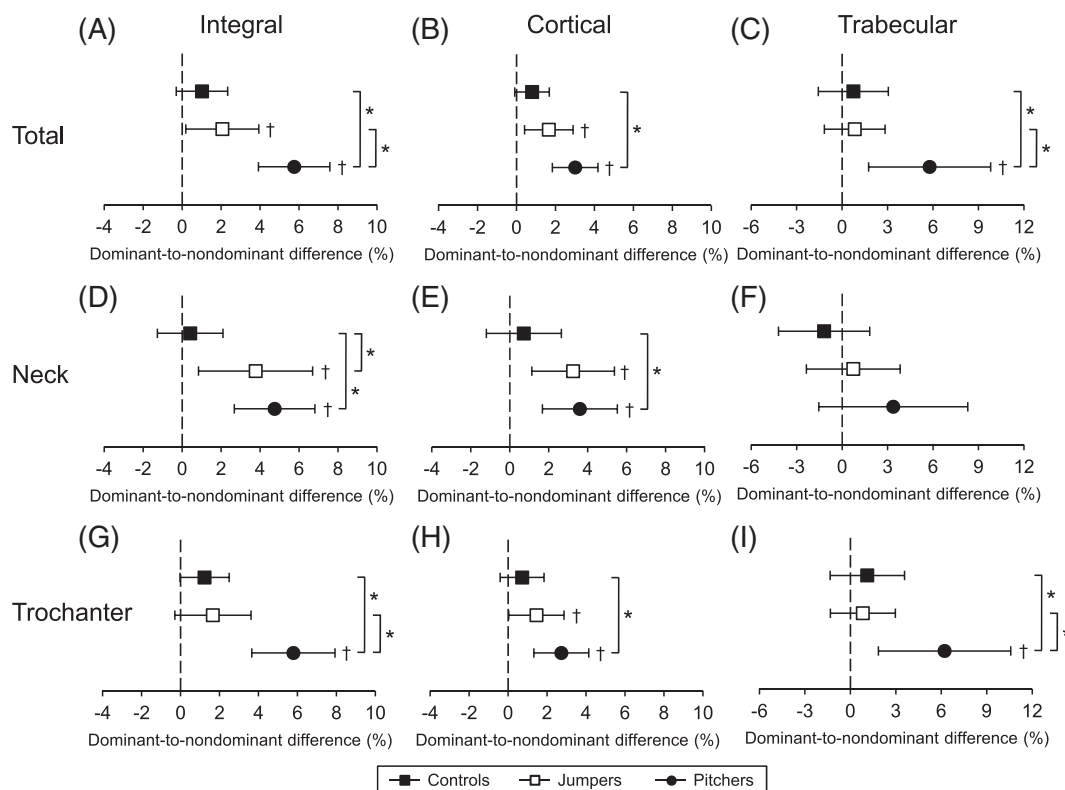 (A) Integral (B) Cortical (C) Trabecular
*
*
†
†
*
†
†
*
*
†
Total
-4 -2 0 2 4 6 8 10
-4 -2 0 2 4 6 8 10
-6 -3 0 3 6 9 12
Dominant-to-nondominant difference (%)
Dominant-to-nondominant difference (%)
Dominant-to-nondominant difference (%)
(D) (E) (F)
*
*
†
†
*
†
†
Neck
-4 -2 0 2 4 6 8 10
-4 -2 0 2 4 6 8 10
-6 -3 0 3 6 9 12
Dominant-to-nondominant difference (%)
Dominant-to-nondominant difference (%)
Dominant-to-nondominant difference (%)
(G) (H) (I)
*
*
†
*
†
†
*
*
†
Trochanter
-4 -2 0 2 4 6 8 10
-4 -2 0 2 4 6 8 10
-6 -3 0 3 6 9 12
Dominant-to-nondominant difference (%)
Dominant-to-nondominant difference (%)
Dominant-to-nondominant difference (%)
Controls Jumpers Pitchers